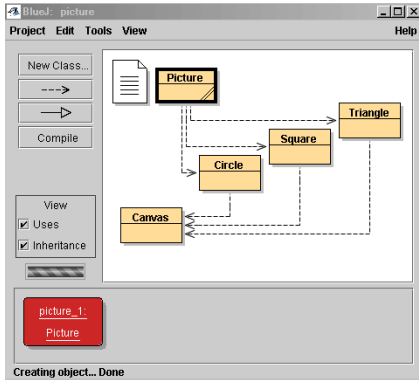 BlueJ: picture
Project Edit Tools View Help
New Class...
Compile
View
Uses
Inheritance
Picture
Triangle
Square
Circle
Canvas
picture_1:
Picture
Creating object... Done